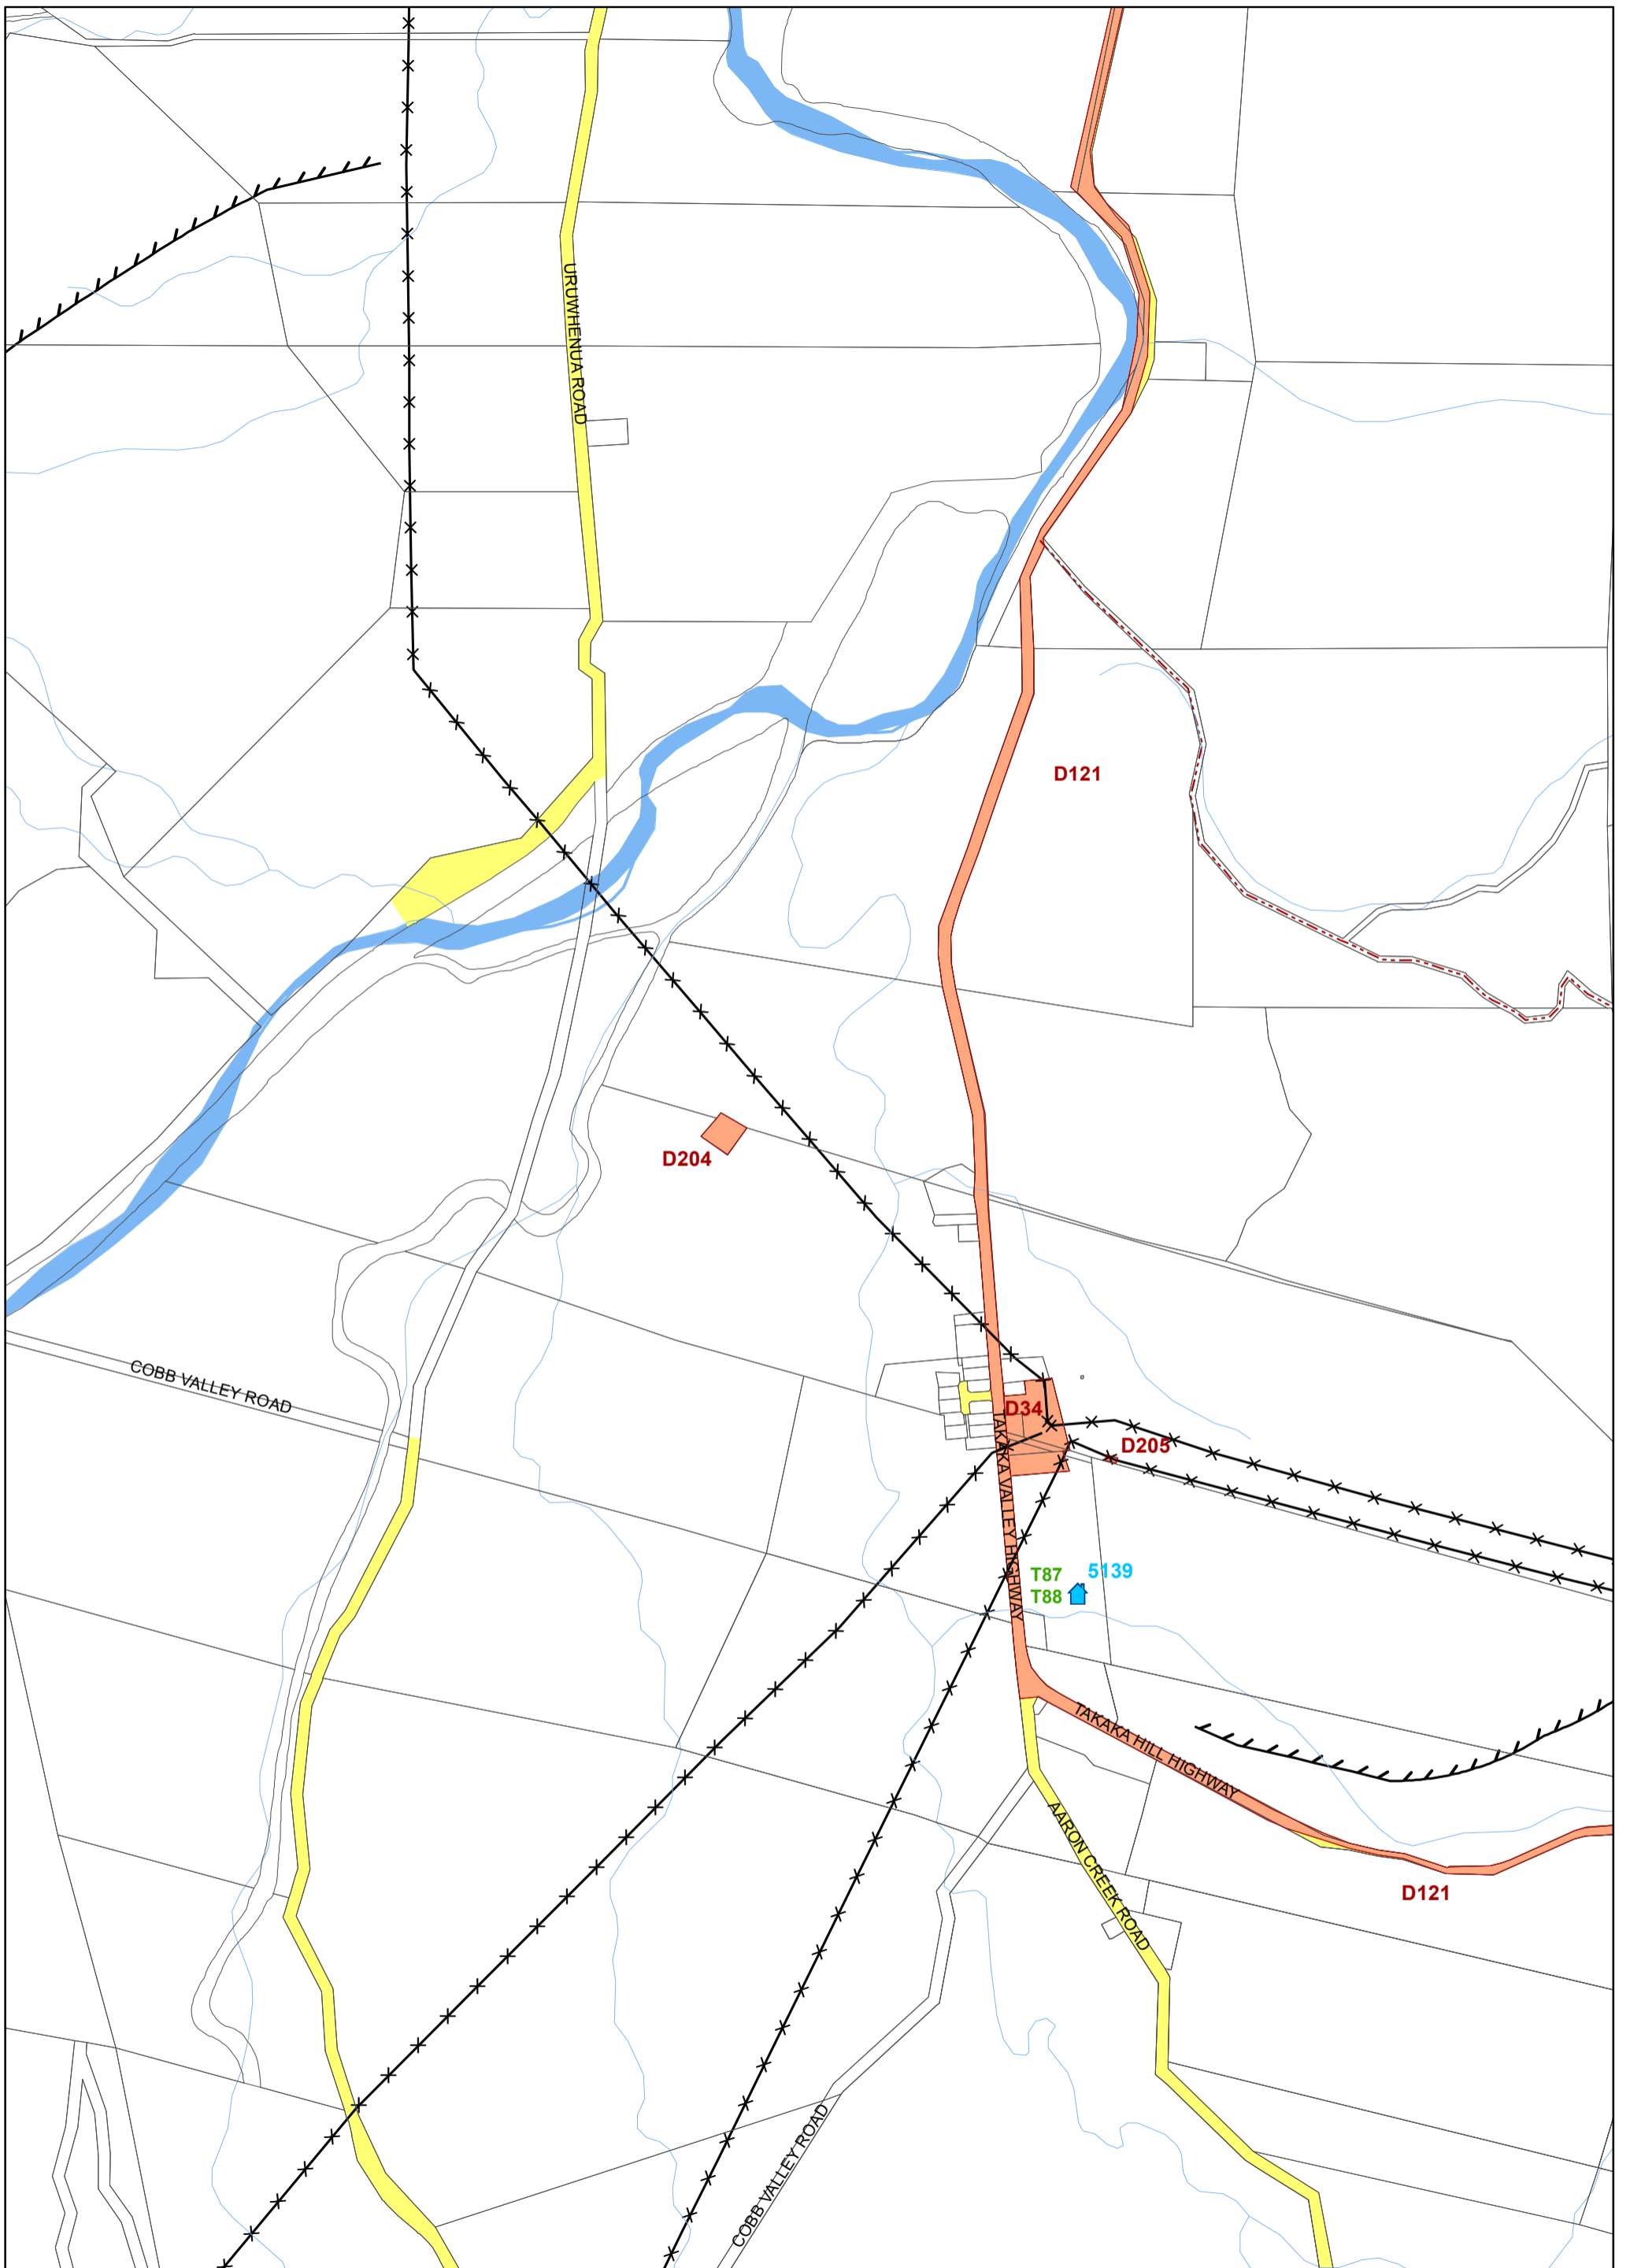 URUWHENUA ROAD
D121
D204
COBB VALLEY ROAD
D34
TAKAKA VALLEY HIGHWAY
D205
T87
5139
T88
TAKAKA HILL HIGHWAY
AARON CREEK ROAD
D121
COBB VALLEY ROAD